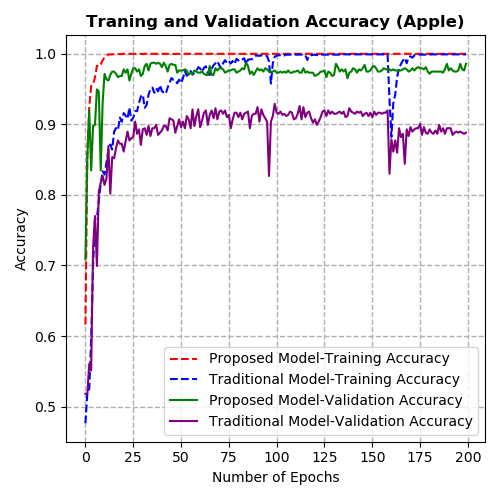 Traning and Validation Accuracy (Apple)
1.0
0.9
0.8
0.7
0.6
0.5
Accuracy
Proposed Model-Training Accuracy
Traditional Model-Training Accuracy
Proposed Model-Validation Accuracy
Traditional Model-Validation Accuracy
0 25 50 75 100 125 150 175 200
Number of Epochs